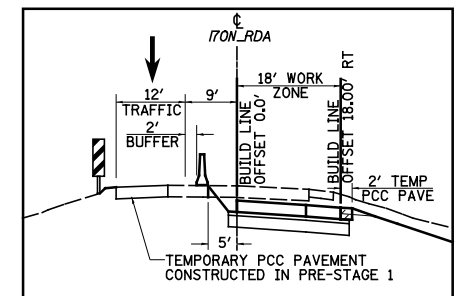 ℄
I70N_RDA
18' WORK
ZONE
12'
TRAFFIC
9'
2'
BUFFER
BUILD LINE
OFFSET 0.0'
BUILD LINE
OFFSET 18.00' RT
2' TEMP
PCC PAVE
5'
TEMPORARY PCC PAVEMENT
CONSTRUCTED IN PRE-STAGE 1